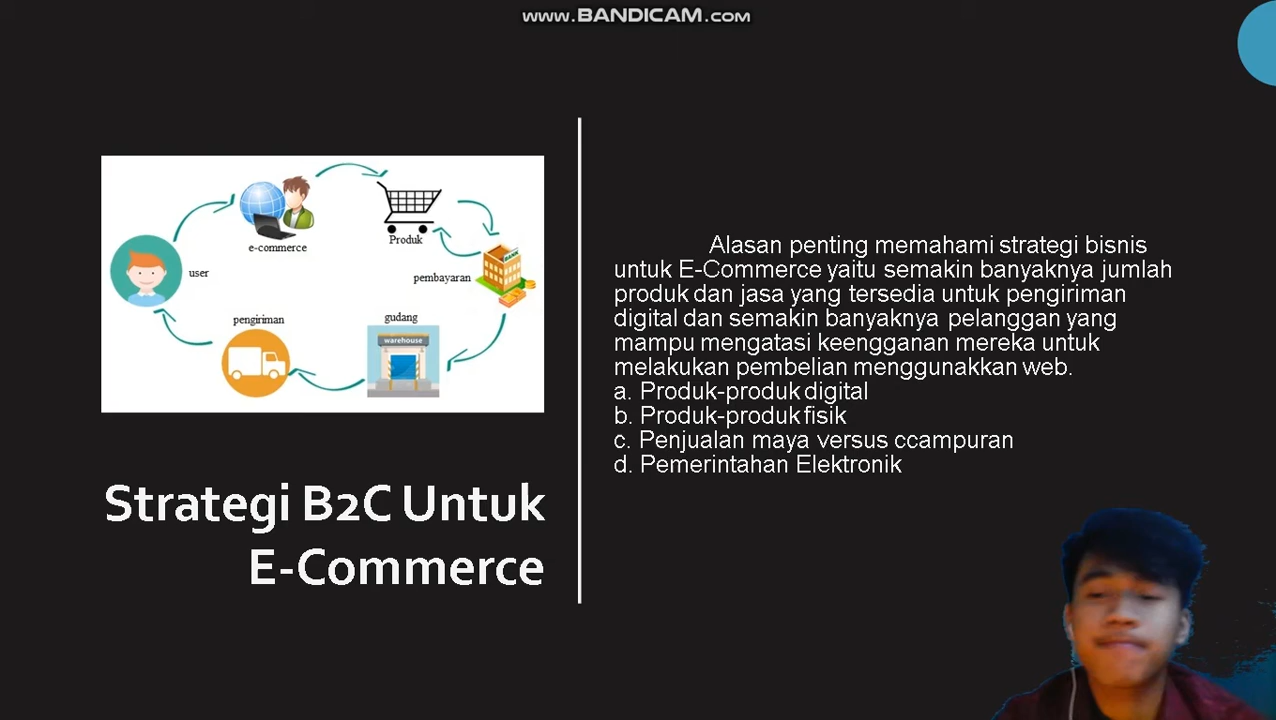 WWW.BANDICAM.COM
e-commerce
Produk
user
pembayaran
BANK
pengiriman
gudang
warehouse
Strategi B2C Untuk
E-Commerce
Alasan penting memahami strategi bisnis
untuk E-Commerce yaitu semakin banyaknya jumlah
produk dan jasa yang tersedia untuk pengiriman
digital dan semakin banyaknya pelanggan yang
mampu mengatasi keengganan mereka untuk
melakukan pembelian menggunakkan web.
a. Produk-produk digital
b. Produk-produk fisik
c. Penjualan maya versus ccampuran
d. Pemerintahan Elektronik